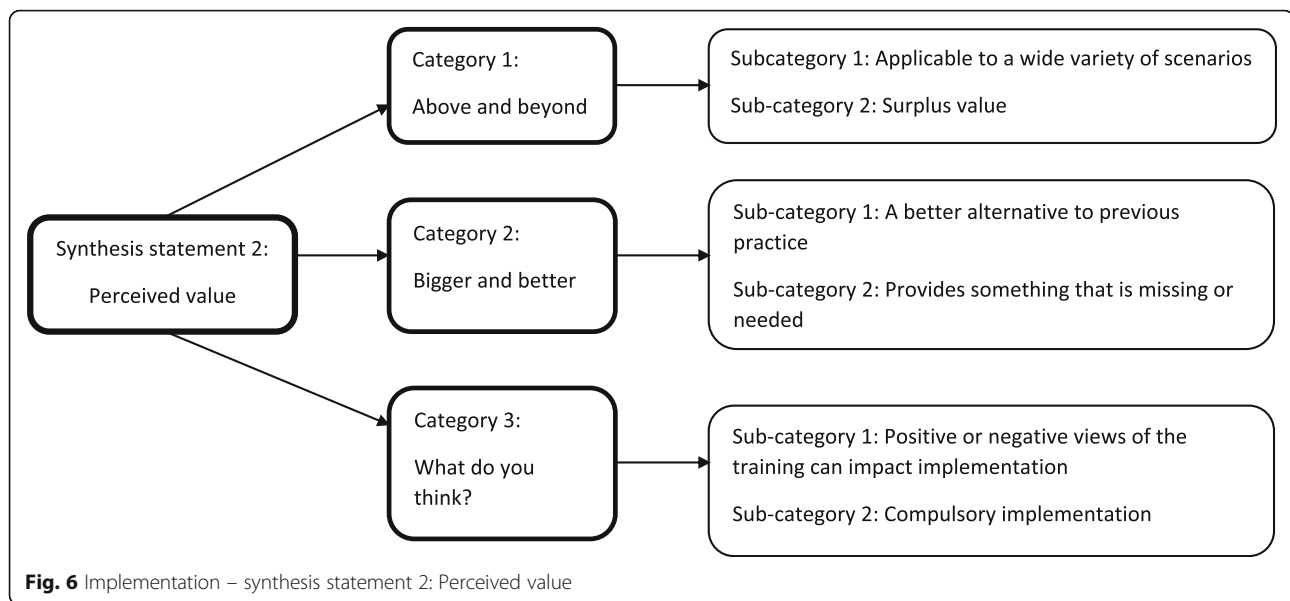 Category 1:
Above and beyond
Subcategory 1: Applicable to a wide variety of scenarios
Sub-category 2: Surplus value
Synthesis statement 2:
Perceived value
Category 2:
Bigger and better
Sub-category 1: A better alternative to previous
practice
Sub-category 2: Provides something that is missing or
needed
Category 3:
What do you
think?
Sub-category 1: Positive or negative views of the
training can impact implementation
Sub-category 2: Compulsory implementation
Fig. 6 Implementation – synthesis statement 2: Perceived value